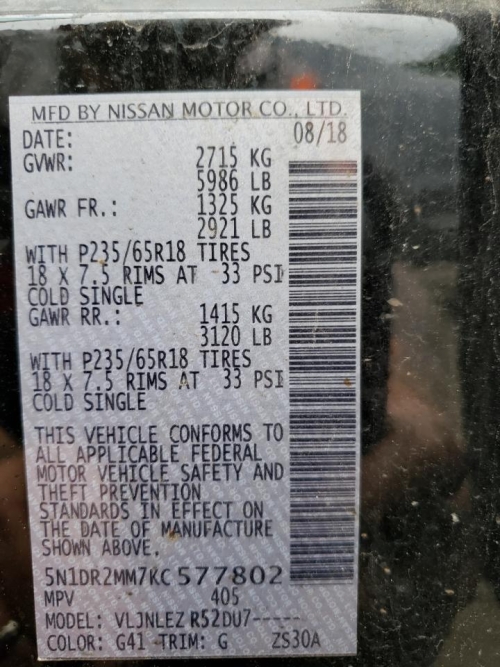 MFD BY NISSAN MOTOR CO., LTD.
DATE: 08/18
GVWR: 2715 KG
5986 LB
GAWR FR.: 1325 KG
2921 LB
WITH P235/65R18 TIRES
18 X 7.5 RIMS AT 33 PSI
COLD SINGLE
GAWR RR.: 1415 KG
3120 LB
WITH P235/65R18 TIRES
18 X 7.5 RIMS AT 33 PSI
COLD SINGLE
THIS VEHICLE CONFORMS TO
ALL APPLICABLE FEDERAL
MOTOR VEHICLE SAFETY AND
THEFT PREVENTION
STANDARDS IN EFFECT ON
THE DATE OF MANUFACTURE
SHOWN ABOVE.
5N1DR2MM7KC577802
MPV 405
MODEL: VLJNLEZ R52DU7-----
COLOR: G41 TRIM: G ZS30A